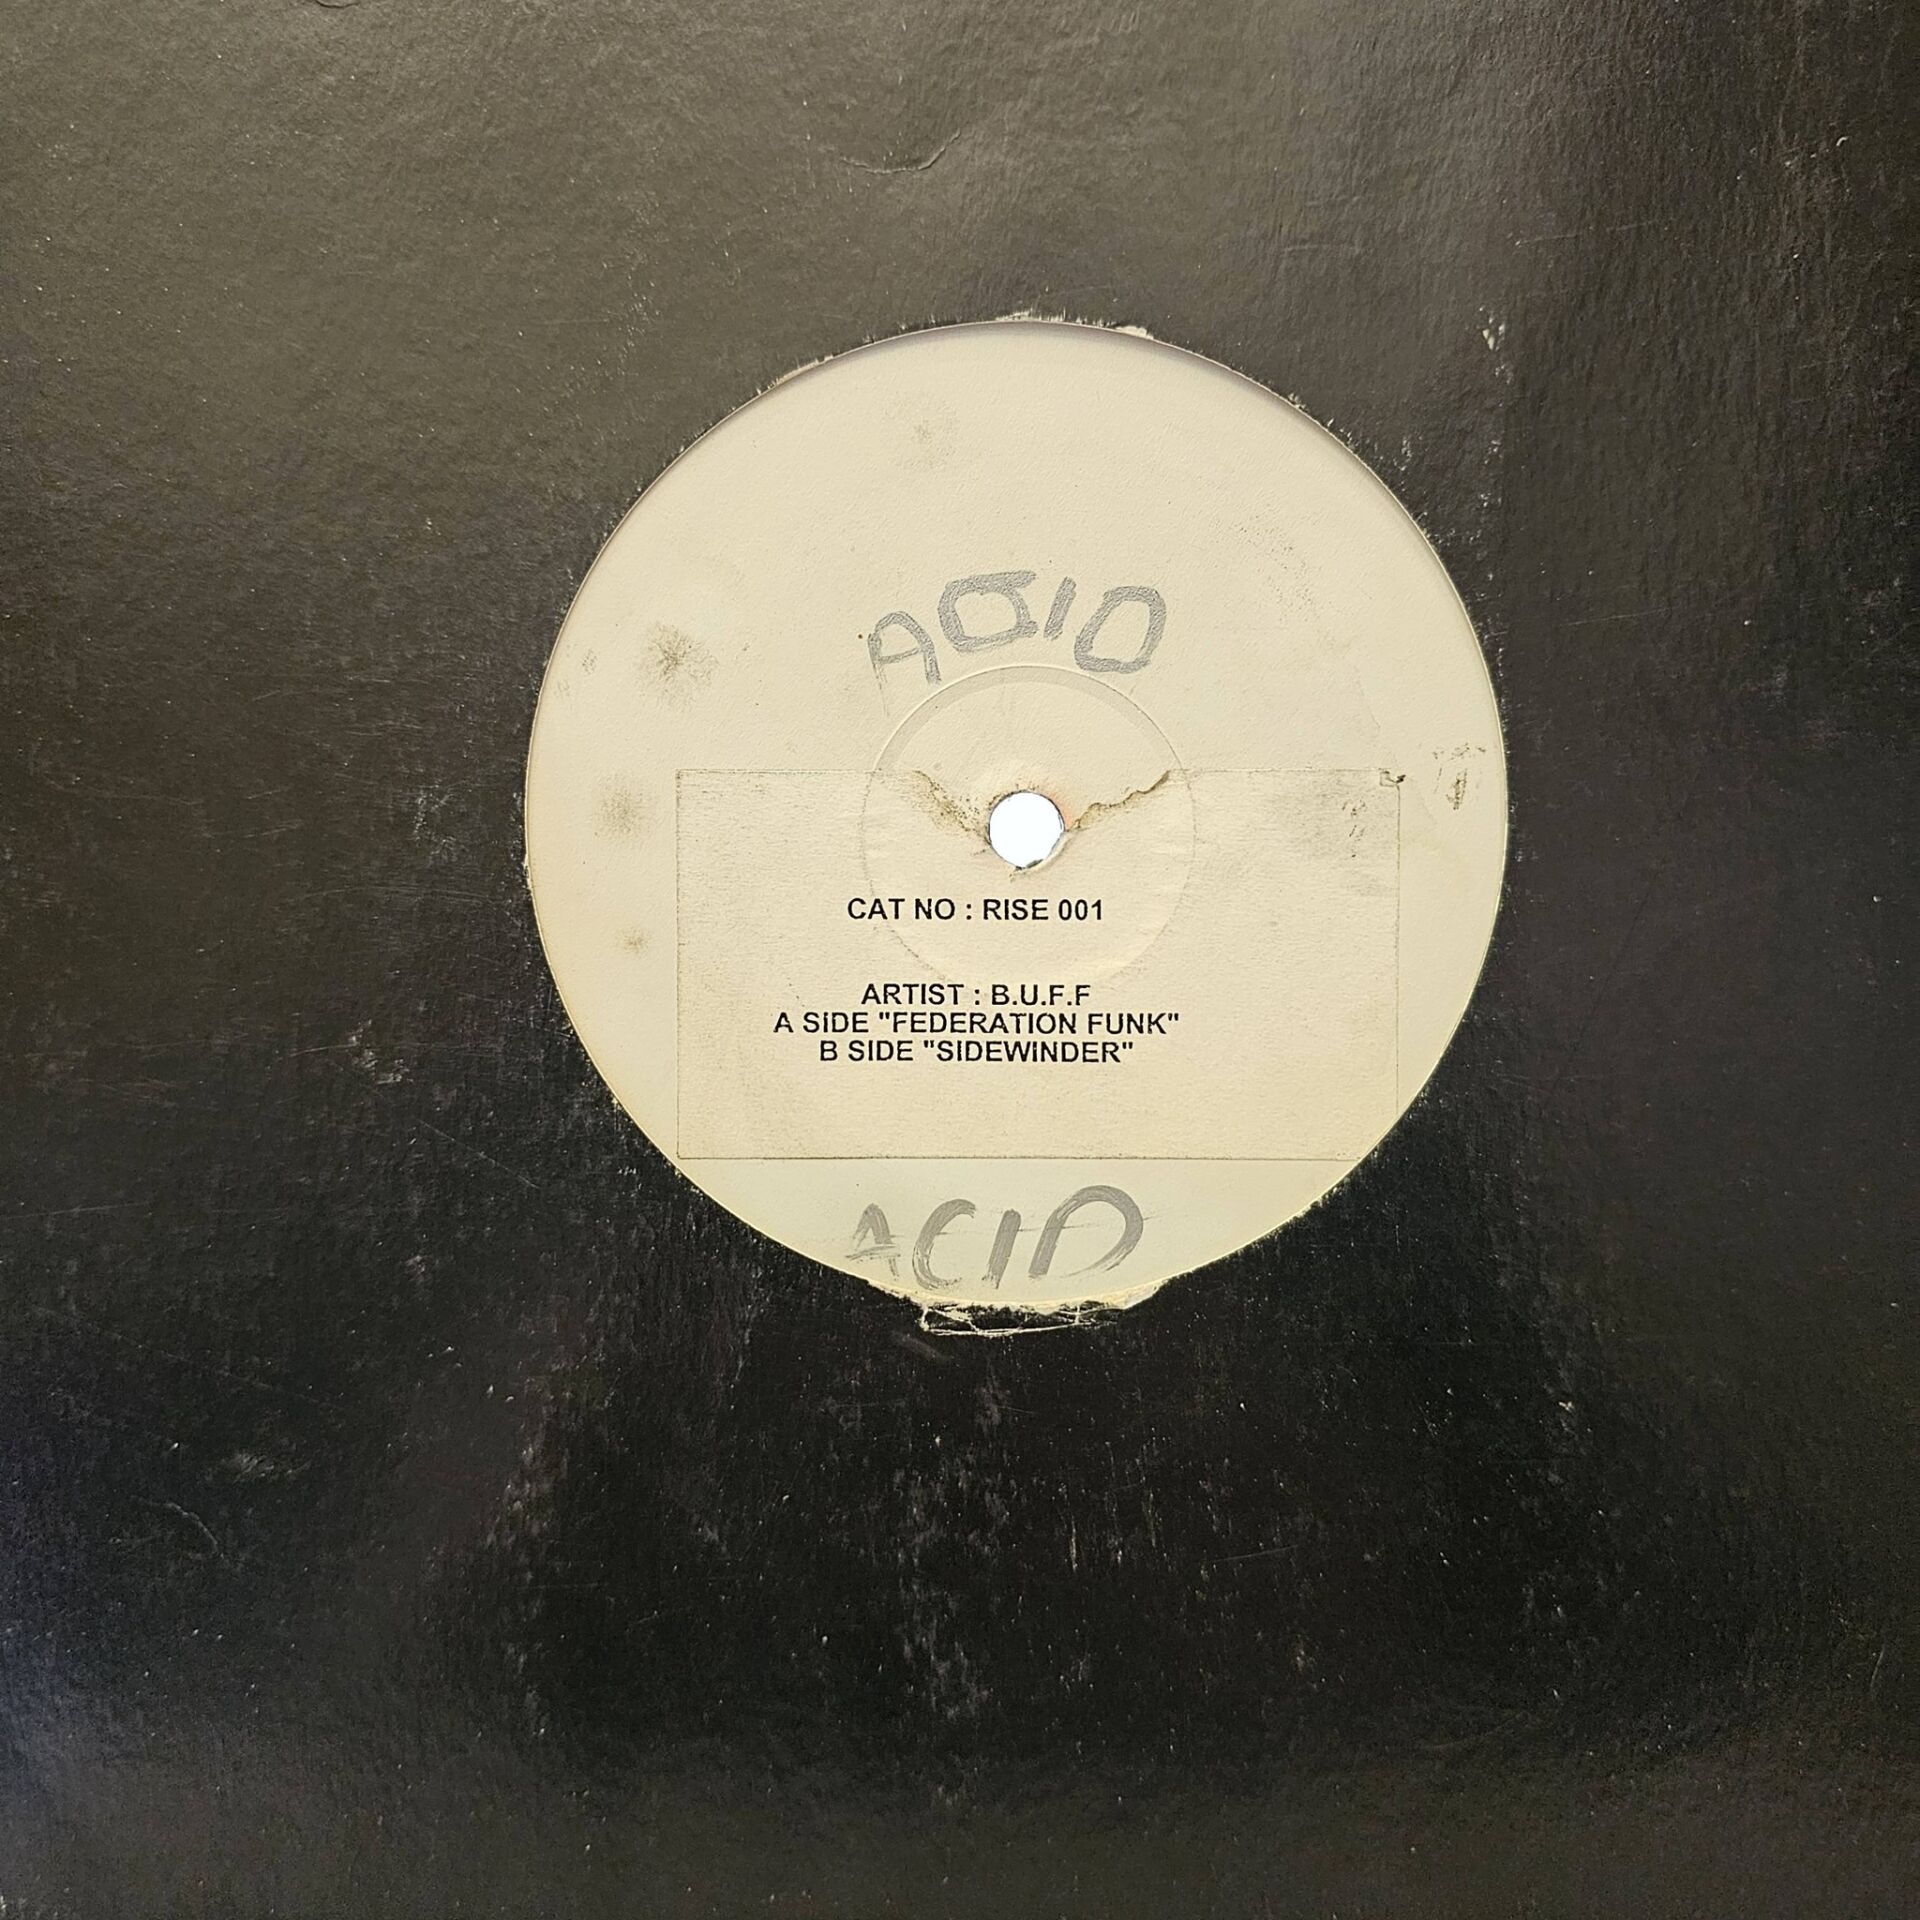 ACID
CAT NO : RISE 001
ARTIST : B.U.F.F
A SIDE "FEDERATION FUNK"
B SIDE "SIDEWINDER"
ACID